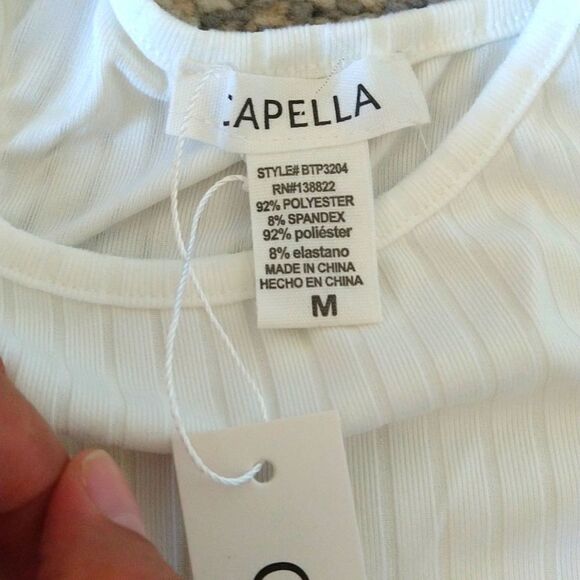 CAPELLA
STYLE# BTP3204
RN#138822
92% POLYESTER
8% SPANDEX
92% poliéster
8% elastano
MADE IN CHINA
HECHO EN CHINA
M